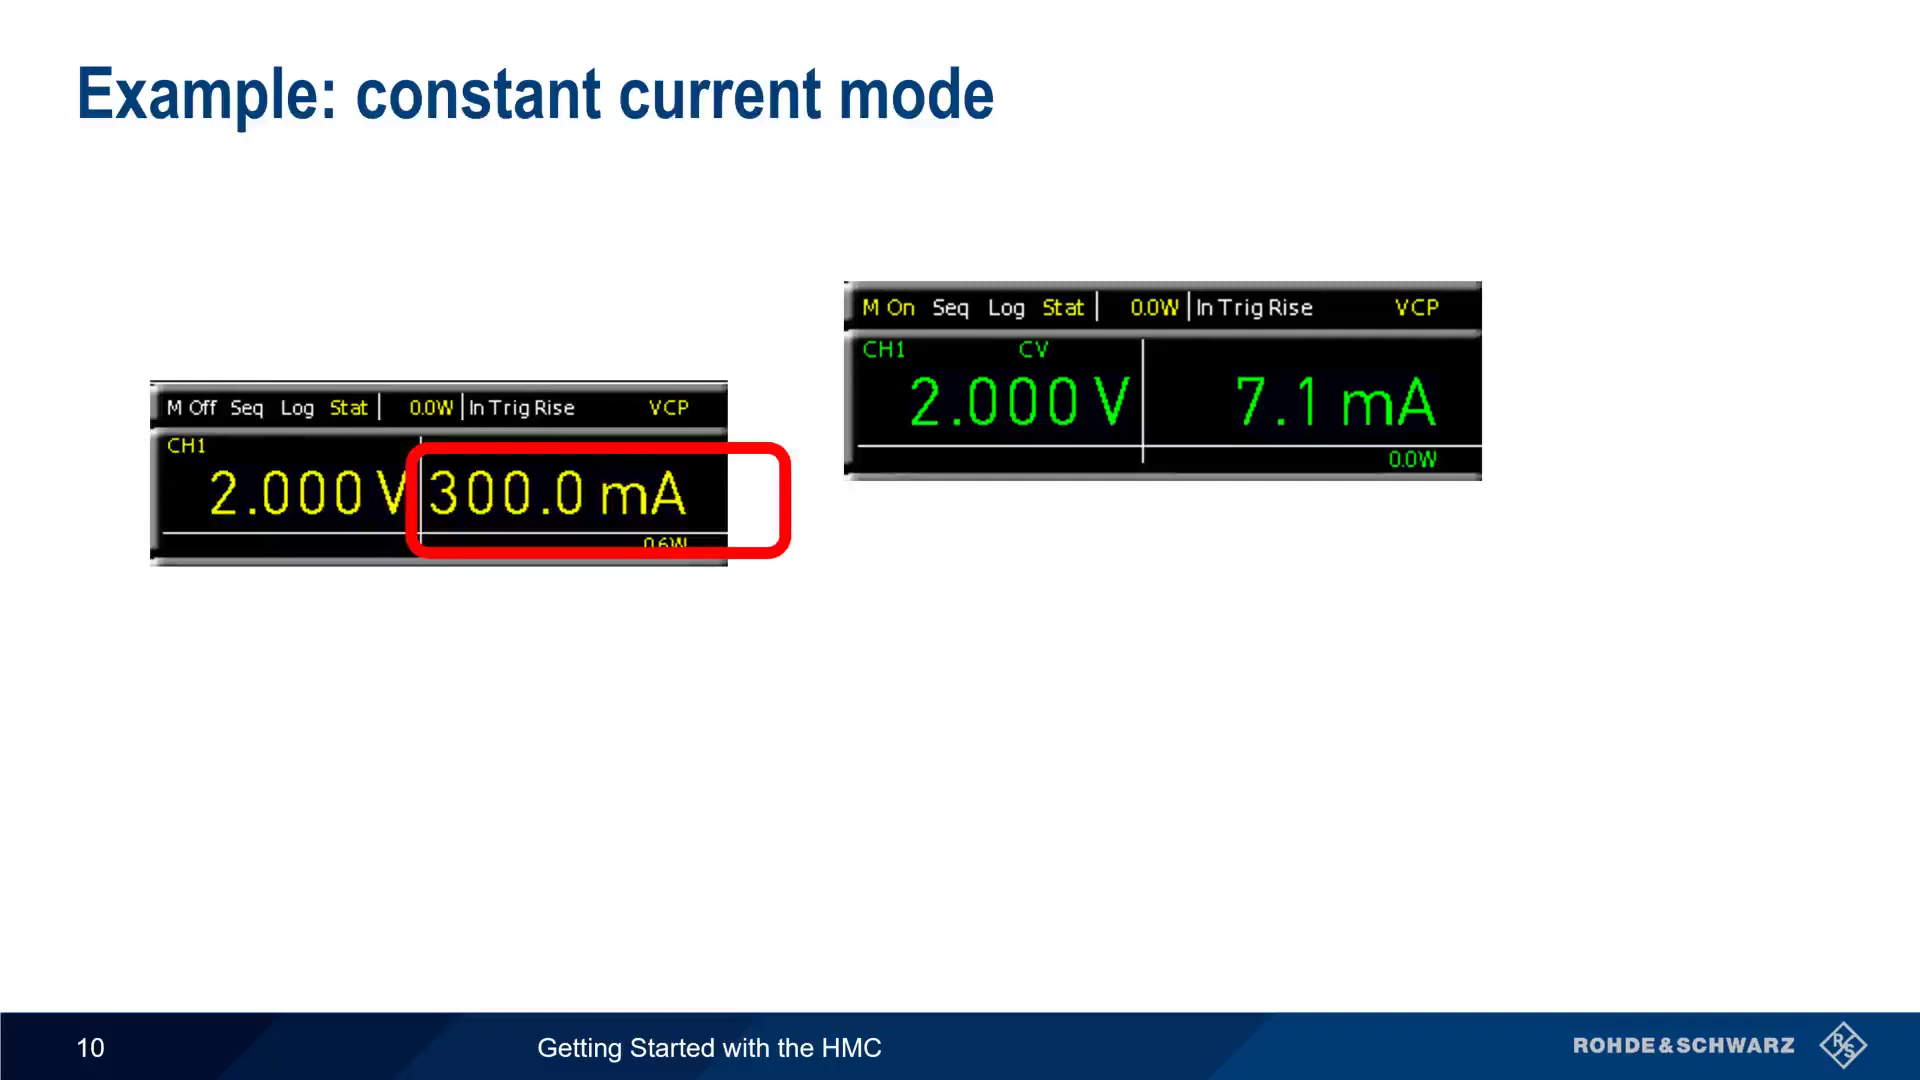 Example: constant current mode
M Off Seq Log Stat 0.0W In Trig Rise VCP
CH1
2.000 V 300.0 mA
0.6W
M On Seq Log Stat 0.0W In Trig Rise VCP
CH1 CV
2.000 V 7.1 mA
0.0W
10 Getting Started with the HMC ROHDE&SCHWARZ R&S